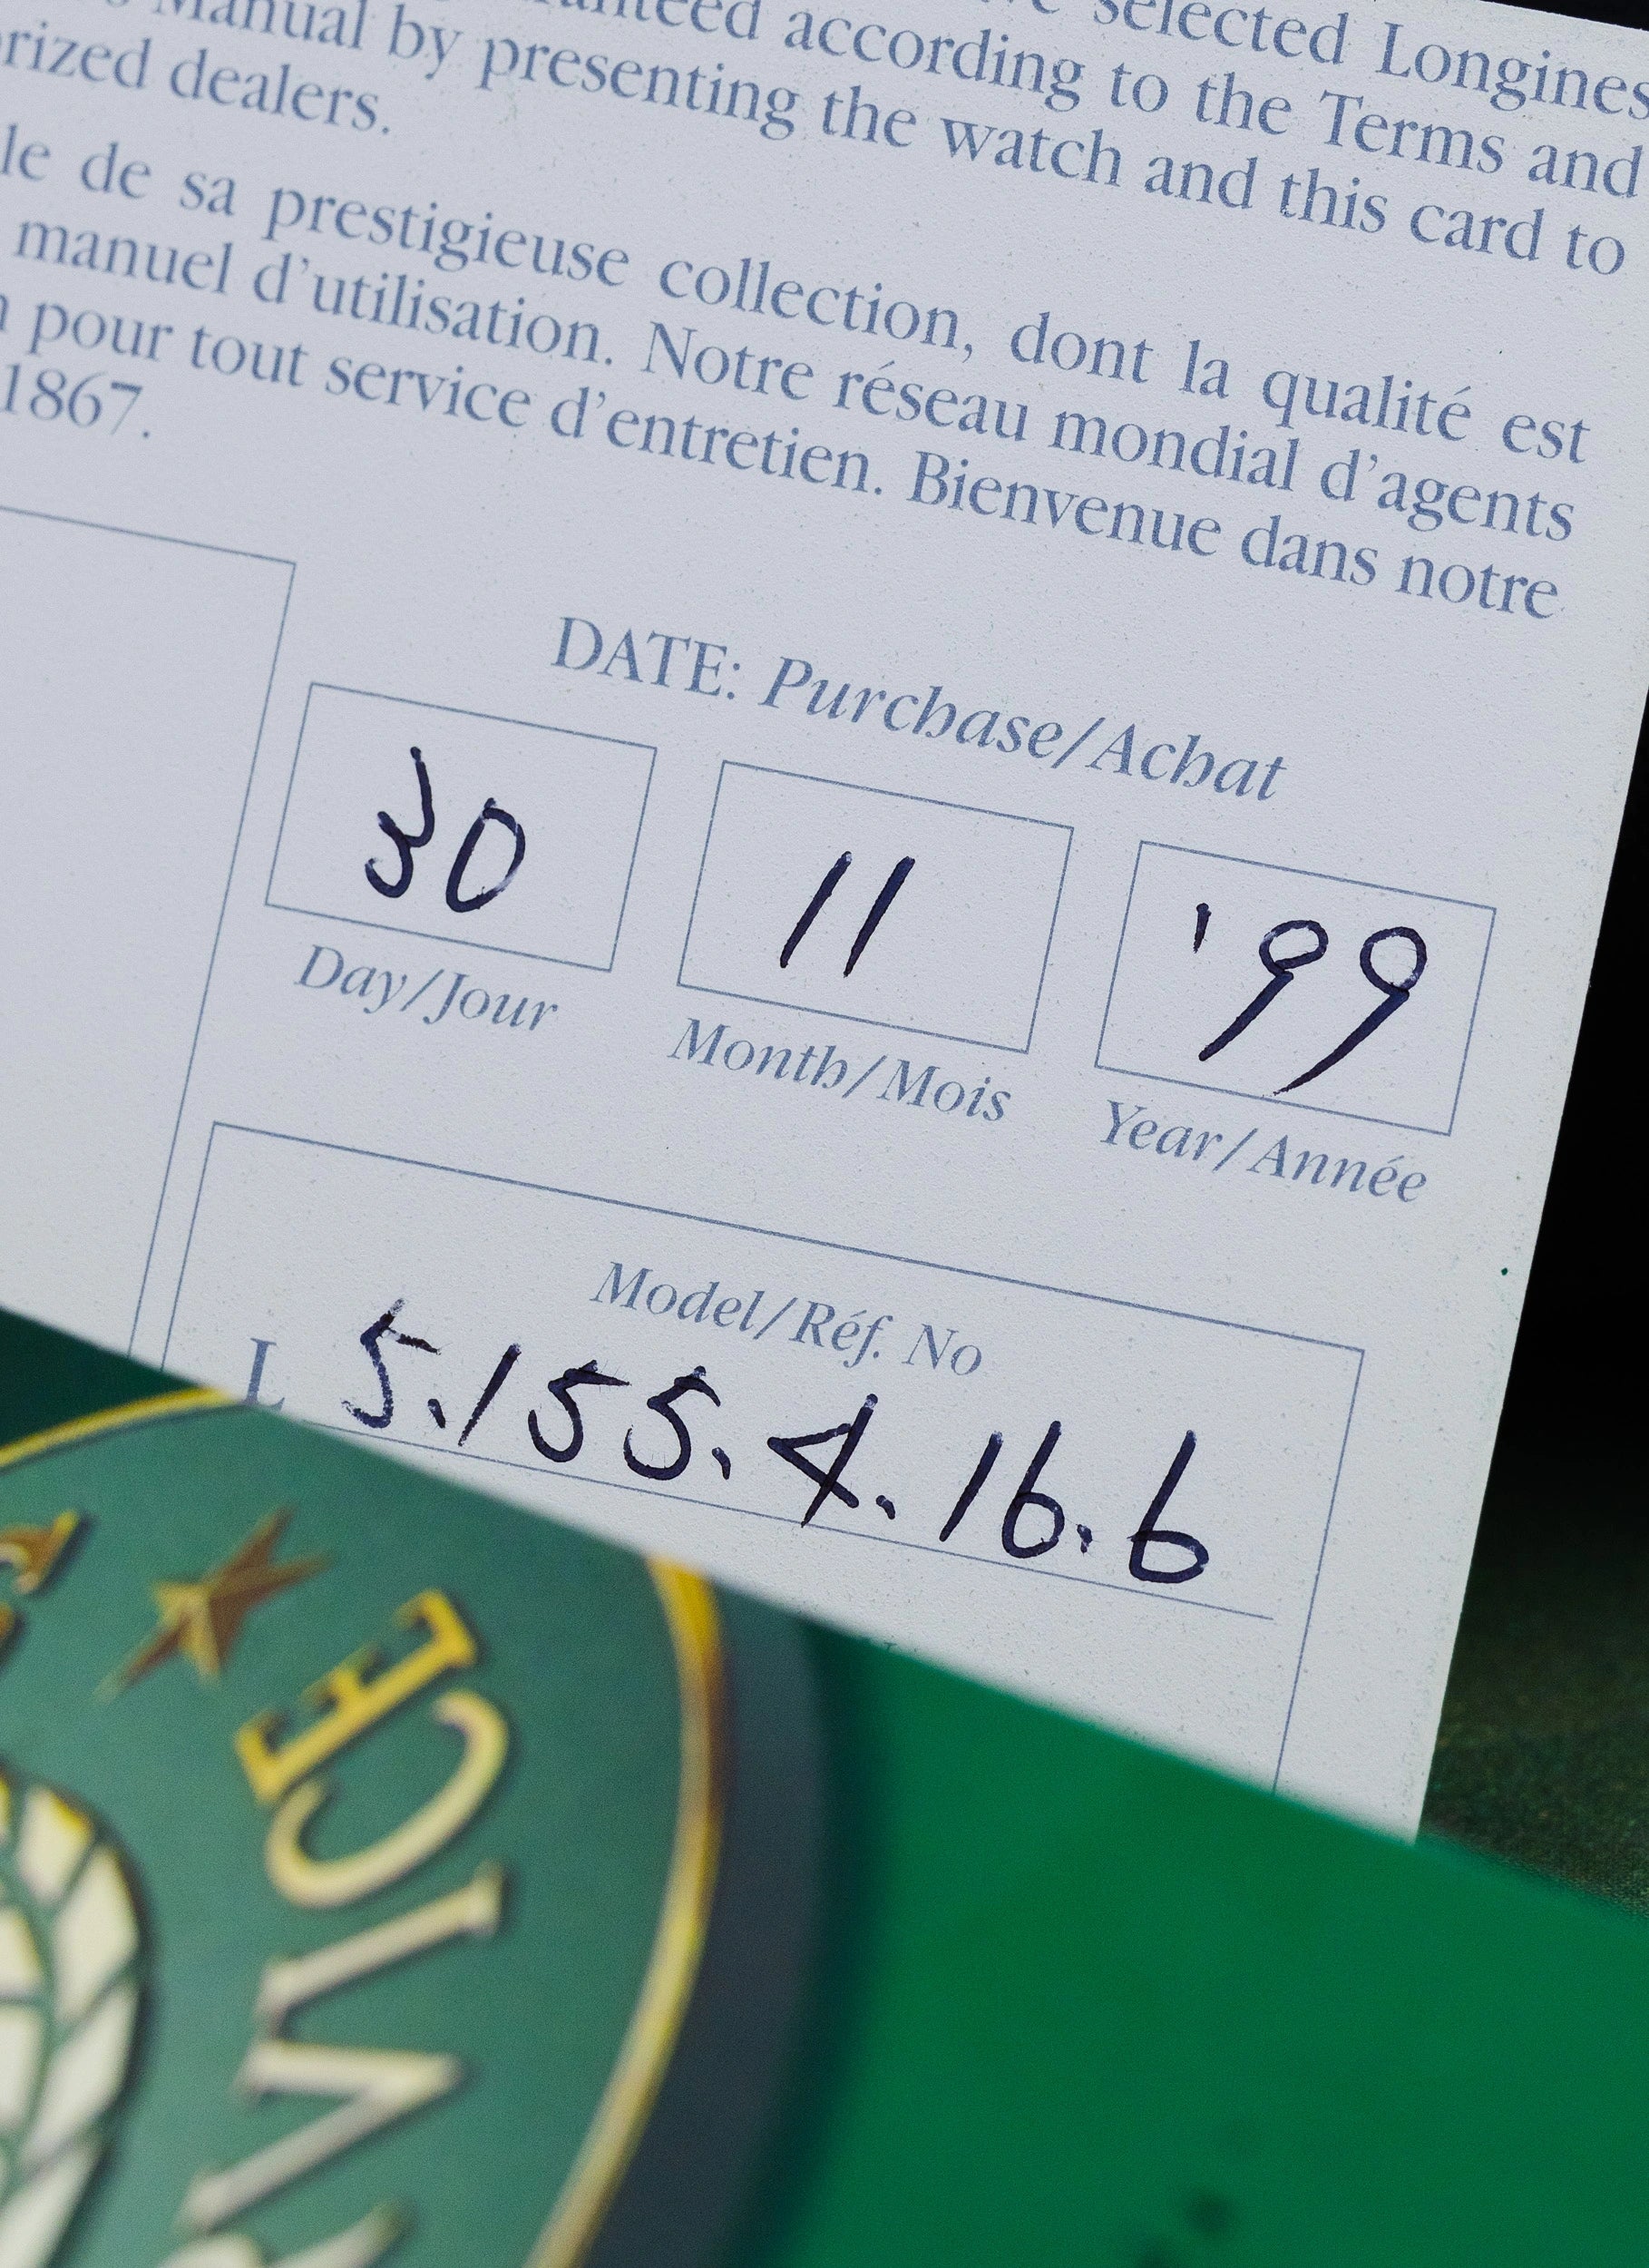 selected Longines
according to the Terms and
Manual by presenting the watch and this card to
dealers.
de sa prestigieuse collection, dont la qualité est
manuel d'utilisation. Notre réseau mondial d'agents
pour tout service d'entretien. Bienvenue dans notre
1867.
DATE: Purchase/Achat
30 11 '99
Day/Jour Month/Mois Year/Année
Model/Réf. No
L 5.155.4.16.6